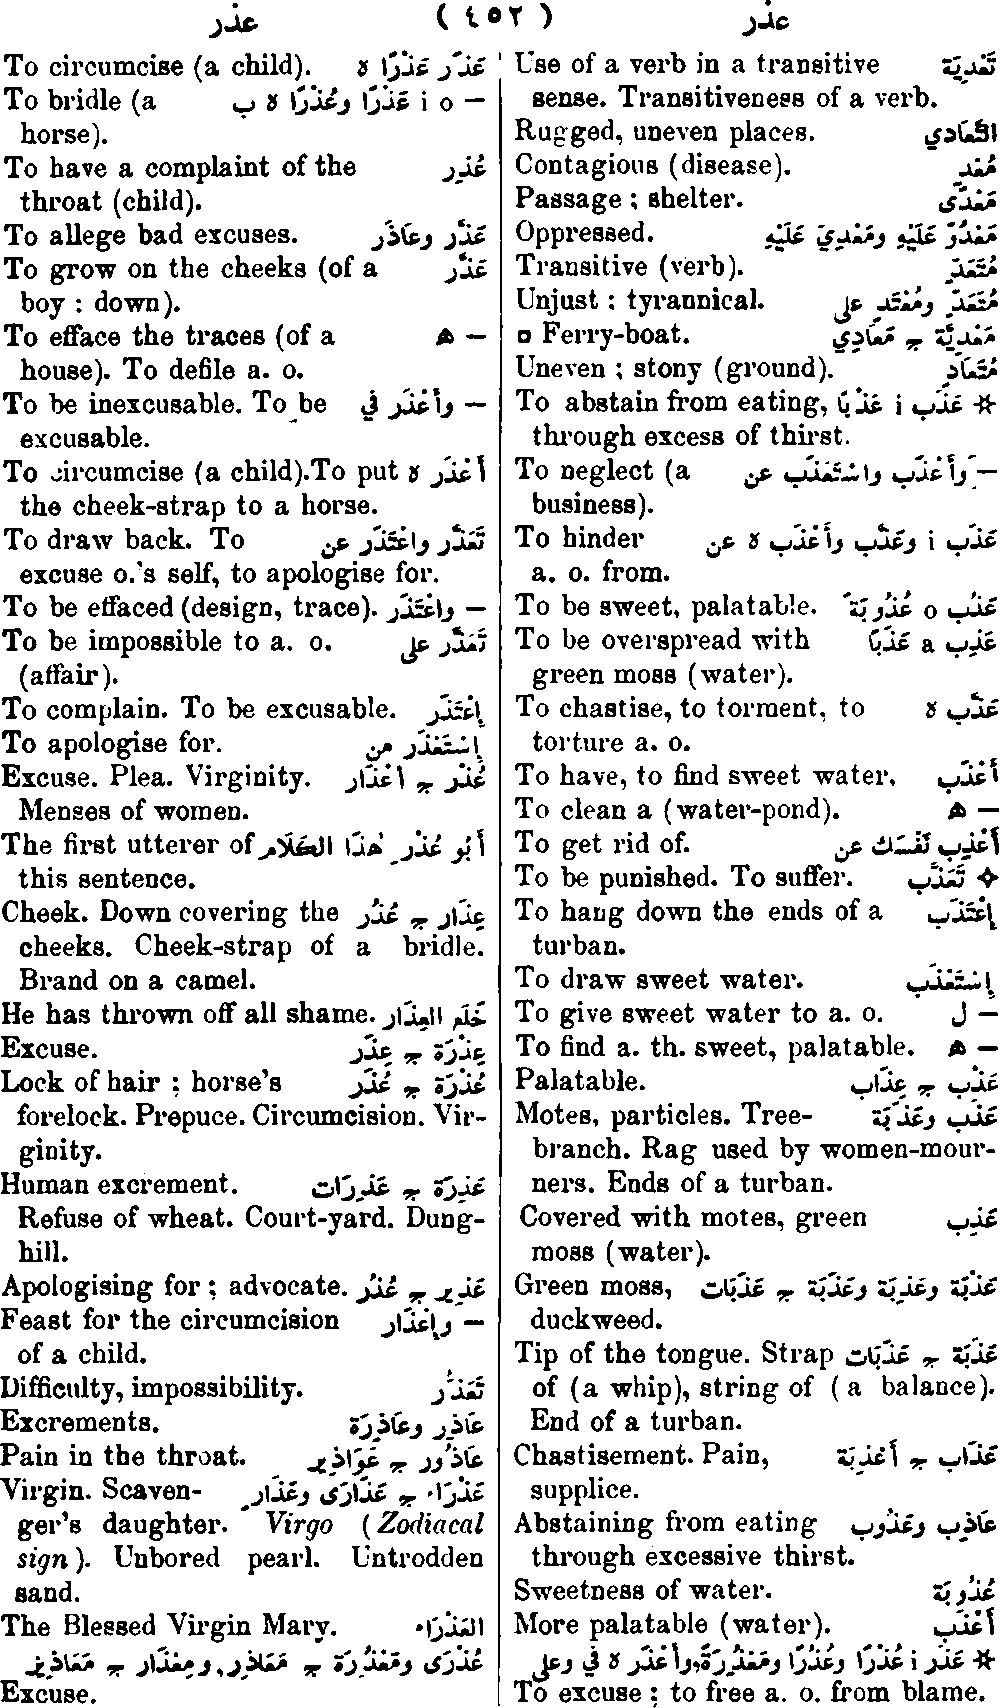 عذر ( ٤٥٢ ) عذر
Use of a verb in a transitive تَعْدِيَة
sense. Transitiveness of a verb.
Rugged, uneven places. التَّعَادِي
Contagious (disease). مُعْدٍ
Passage ; shelter. مَعْدًى
Oppressed. مَعْدُوّ عَلَيْهِ ومَعْدِيّ عَلَيْهِ
Transitive (verb). مُتَعَدٍّ
Unjust ; tyrannical. مُتَعَدٍّ ومُعْتَدٍ على
□ Ferry-boat. مَعْدِيَّة ج مَعَادِي
Uneven ; stony (ground). مُتَعَادٍ
To abstain from eating, عَذَب i عَذْبًا ✲
through excess of thirst.
To neglect (a — وأَعْذَب واسْتَعْذَب عن
business).
To hinder عَذَب i وعَذَّب وأَعْذَب ه عن
a. o. from.
To be sweet, palatable. عَذُب o عُذُوبَة
To be overspread with عَذِب a عَذَبًا
green moss (water).
To chastise, to torment, to عَذَّب ه
torture a. o.
To have, to find sweet water. أَعْذَب
To clean a (water-pond). — ه
To get rid of. أَعْذِب نَفْسَك عن
To be punished. To suffer. تَعَذَّب ❖
To hang down the ends of a إِعْتَذَب
turban.
To draw sweet water. إِسْتَعْذَب
To give sweet water to a. o. — ل
To find a. th. sweet, palatable. — ه
Palatable. عَذْب ج عِذَاب
Motes, particles. Tree- عَذَب وعَذَبَة
branch. Rag used by women-mour-
ners. Ends of a turban.
Covered with motes, green عَذِب
moss (water).
Green moss, عَذْبَة وعَذِبَة وعَذَبَة ج عَذَبَات
duckweed.
Tip of the tongue. Strap عَذَبَة ج عَذَبَات
of (a whip), string of (a balance).
End of a turban.
Chastisement. Pain, عَذَاب ج أَعْذِبَة
supplice.
Abstaining from eating عَاذِب وعَذُوب
through excessive thirst.
Sweetness of water. عُذُوبَة
More palatable (water). أَعْذَب
✲ عَذَر i عُذْرًا وعُذُرًا ومَعْذِرَة, وأَعْذَر ه في وعلى
To excuse ; to free a. o. from blame.
To circumcise (a child). عَذَر عَذْرًا ه
To bridle (a — i o عَذْرًا وعُذْرًا ه ب
horse).
To have a complaint of the عُذِر
throat (child).
To allege bad excuses. عَذَّر وعَاذَر
To grow on the cheeks (of a عَذَّر
boy : down).
To efface the traces (of a — ه
house). To defile a. o.
To be inexcusable. To be — وأَعْذَر في
excusable.
To circumcise (a child). To put أَعْذَر ه
the cheek-strap to a horse.
To draw back. To تَعَذَّر واعْتَذَر عن
excuse o.'s self, to apologise for.
To be effaced (design, trace). — واعْتَذَر
To be impossible to a. o. تَعَذَّر على
(affair).
To complain. To be excusable. إِعْتَذَر
To apologise for. إِسْتَعْذَر من
Excuse. Plea. Virginity. عُذْر ج أَعْذَار
Menses of women.
The first utterer of أَبُو عُذْر هٰذَا الكَلَام
this sentence.
Cheek. Down covering the عِذَار ج عُذُر
cheeks. Cheek-strap of a bridle.
Brand on a camel.
He has thrown off all shame. خَلَع العِذَار
Excuse. عِذْرَة ج عِذَر
Lock of hair ; horse's عُذْرَة ج عُذَر
forelock. Prepuce. Circumcision. Vir-
ginity.
Human excrement. عَذِرَة ج عَذِرَات
Refuse of wheat. Court-yard. Dung-
hill.
Apologising for ; advocate. عَذِير ج عُذُر
Feast for the circumcision — وإِعْذَار
of a child.
Difficulty, impossibility. تَعَذُّر
Excrements. عَاذِر وعَاذِرَة
Pain in the throat. عَاذُور ج عَوَاذِير
Virgin. Scaven- عَذْرَاء ج عَذَارَى وعَذَارٍ
ger's daughter. Virgo (Zodiacal
sign). Unbored pearl. Untrodden
sand.
The Blessed Virgin Mary. العَذْرَاء
عُذْرَى ومَعْذُرَة ج مَعَاذِر, ومِعْذَار ج مَعَاذِير
Excuse.